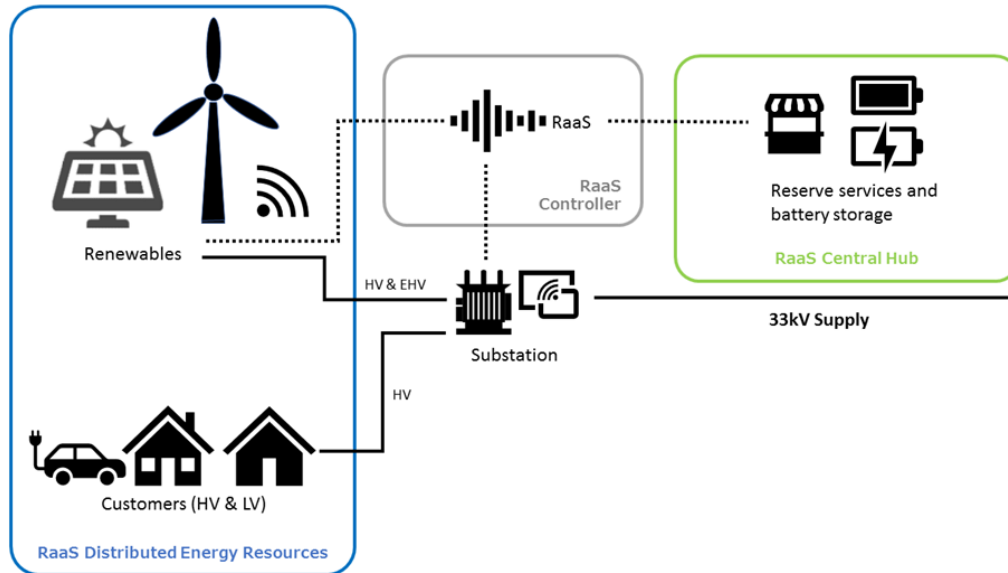 RaaS
RaaS
Controller
Reserve services and
battery storage
RaaS Central Hub
Renewables
HV & EHV
33kV Supply
Substation
HV
Customers (HV & LV)
RaaS Distributed Energy Resources